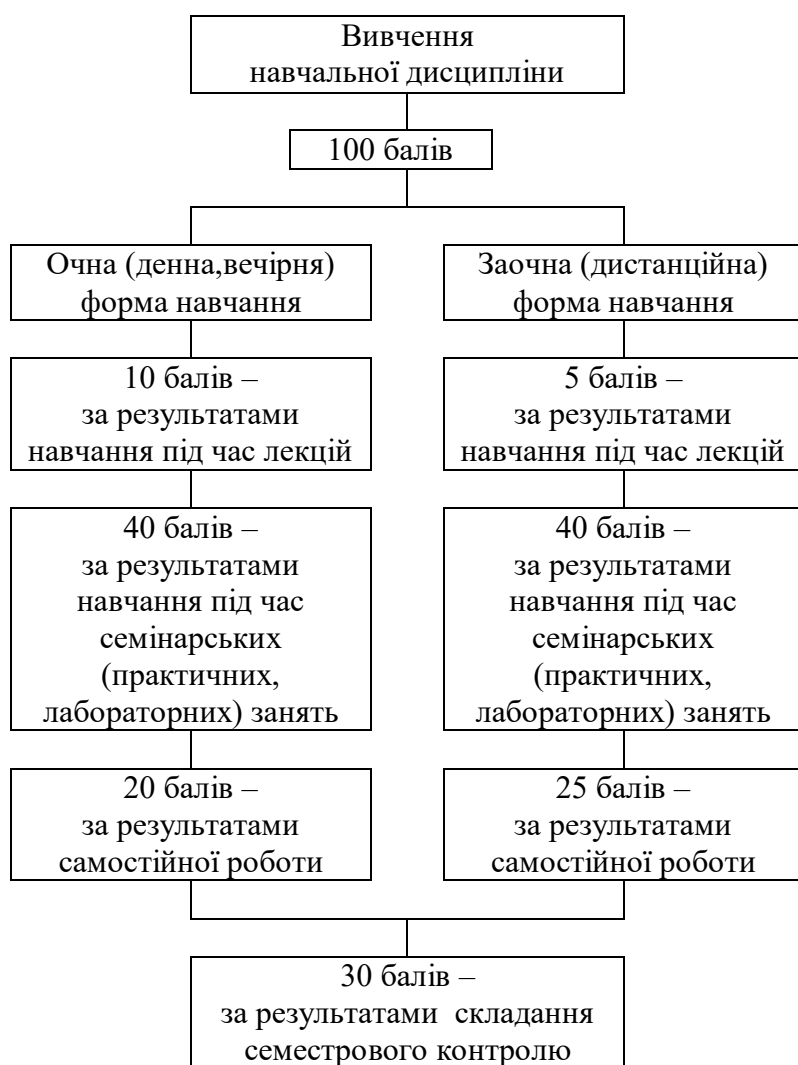 Вивчення
навчальної дисципліни
100 балів
Очна (денна,вечірня)
форма навчання
Заочна (дистанційна)
форма навчання
10 балів –
за результатами
навчання під час лекцій
5 балів –
за результатами
навчання під час лекцій
40 балів –
за результатами
навчання під час
семінарських
(практичних,
лабораторних) занять
40 балів –
за результатами
навчання під час
семінарських
(практичних,
лабораторних) занять
20 балів –
за результатами
самостійної роботи
25 балів –
за результатами
самостійної роботи
30 балів –
за результатами складання
семестрового контролю